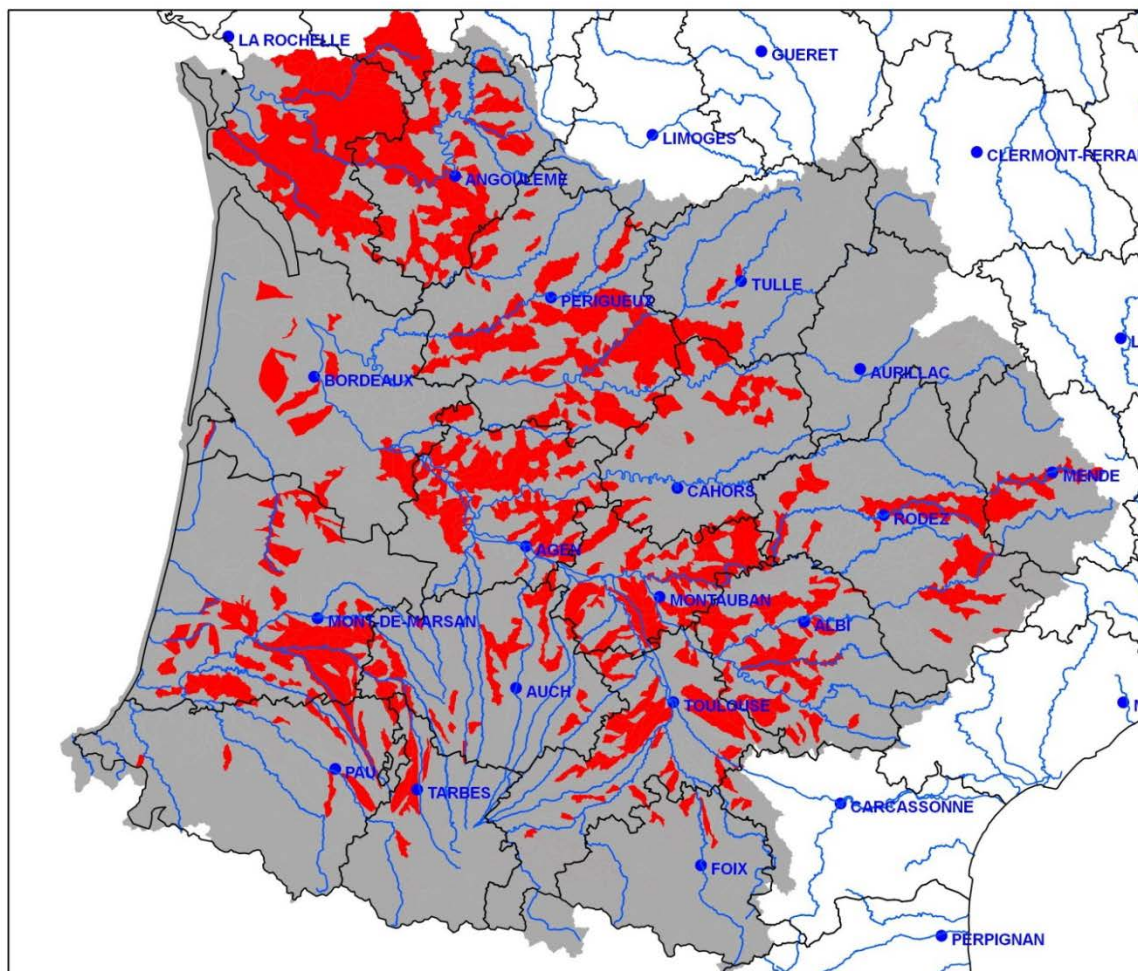 LA ROCHELLE
GUERET
LIMOGES
CLERMONT-FERRA
ANGOULEME
TULLE
PERIGUEUX
L
AURILLAC
BORDEAUX
MENDE
CAHORS
RODEZ
AGEN
MONTAUBAN
MONT-DE-MARSAN
ALBI
AUCH
TOULOUSE
N
PAU
TARBES
CARCASSONNE
FOIX
PERPIGNAN